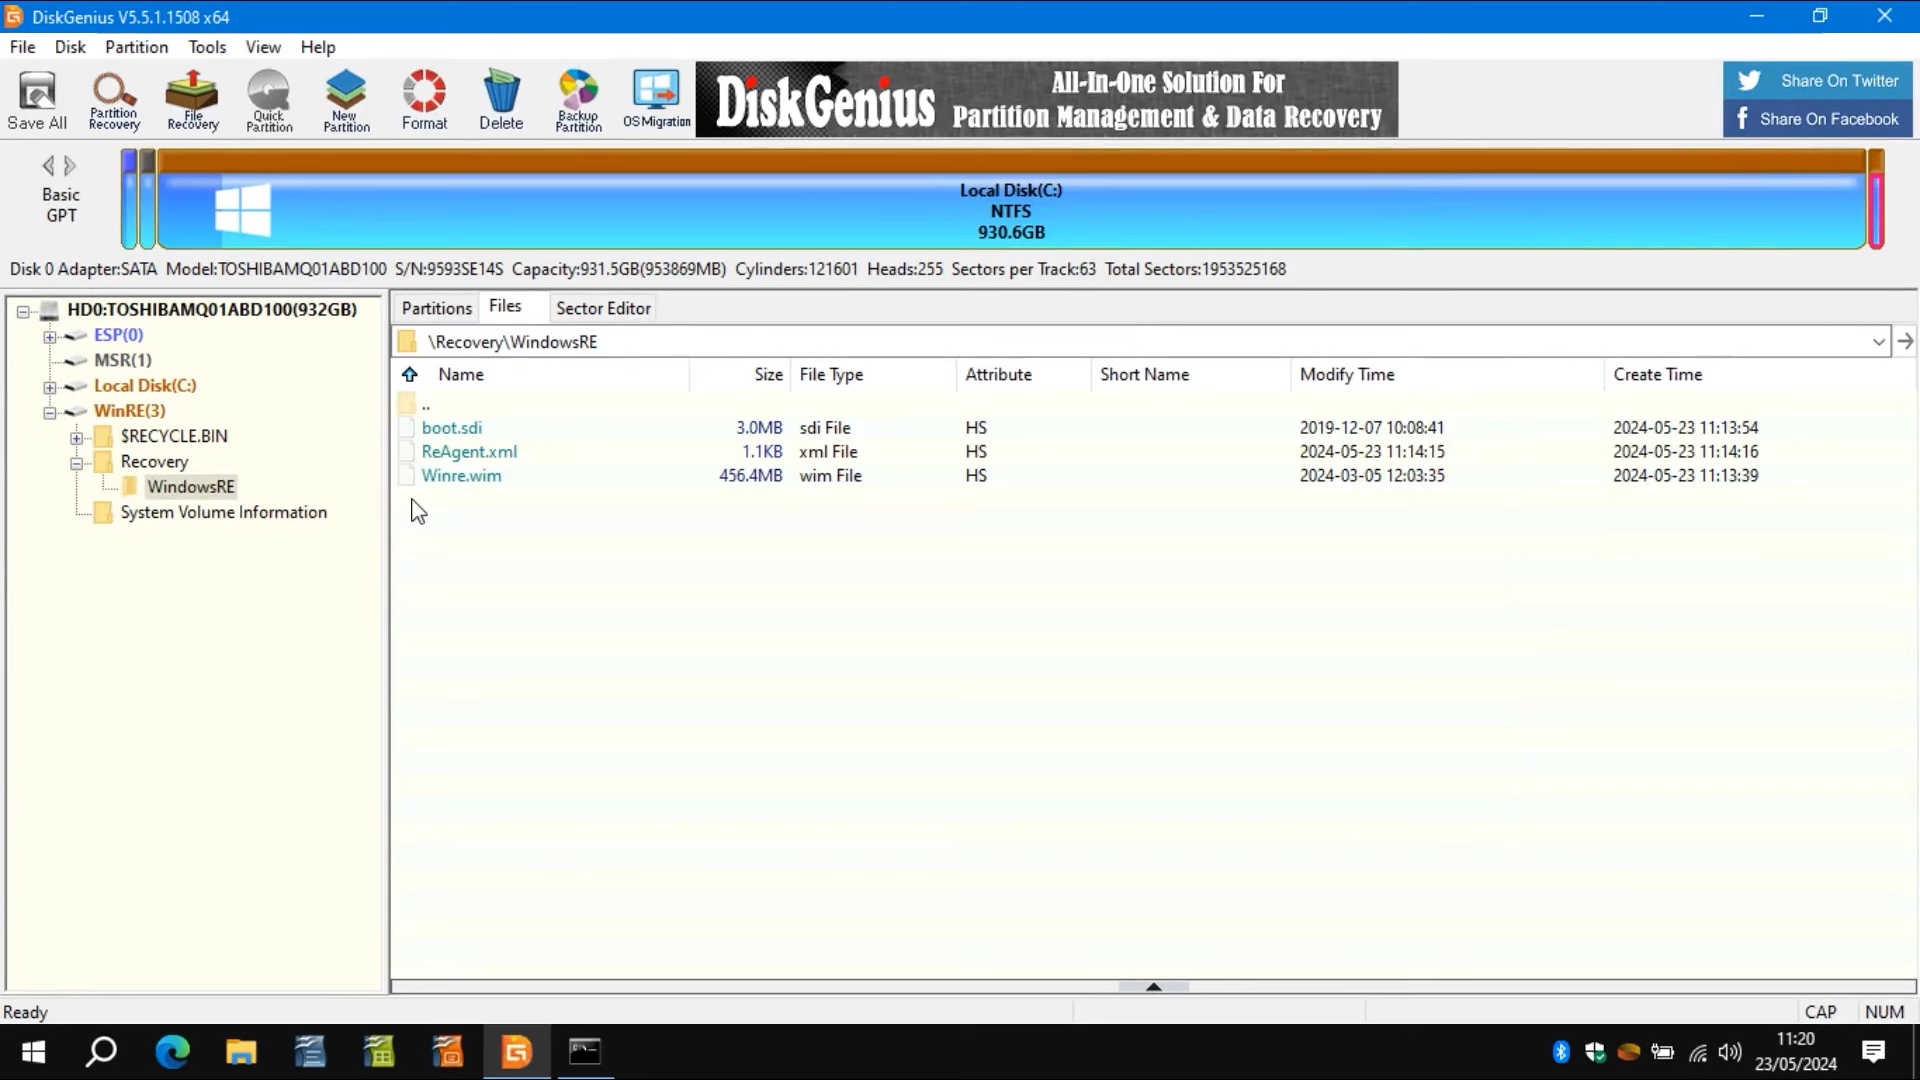 DiskGenius V5.5.1.1508 x64
File Disk Partition Tools View Help
Save All
Partition
Recovery
File
Recovery
Quick
Partition
New
Partition
Format
Delete
Backup
Partition
OS Migration
DiskGenius
All-In-One Solution For
Partition Management & Data Recovery
Share On Twitter
Share On Facebook
Basic
GPT
Local Disk(C:)
NTFS
930.6GB
Disk 0 Adapter:SATA Model:TOSHIBAMQ01ABD100 S/N:9593SE14S Capacity:931.5GB(953869MB) Cylinders:121601 Heads:255 Sectors per Track:63 Total Sectors:1953525168
HD0:TOSHIBAMQ01ABD100(932GB)
ESP(0)
MSR(1)
Local Disk(C:)
WinRE(3)
$RECYCLE.BIN
Recovery
WindowsRE
System Volume Information
Partitions Files Sector Editor
\Recovery\WindowsRE
Name Size File Type Attribute Short Name Modify Time Create Time
..
boot.sdi 3.0MB sdi File HS 2019-12-07 10:08:41 2024-05-23 11:13:54
ReAgent.xml 1.1KB xml File HS 2024-05-23 11:14:15 2024-05-23 11:14:16
Winre.wim 456.4MB wim File HS 2024-03-05 12:03:35 2024-05-23 11:13:39
Ready
CAP NUM
11:20
23/05/2024